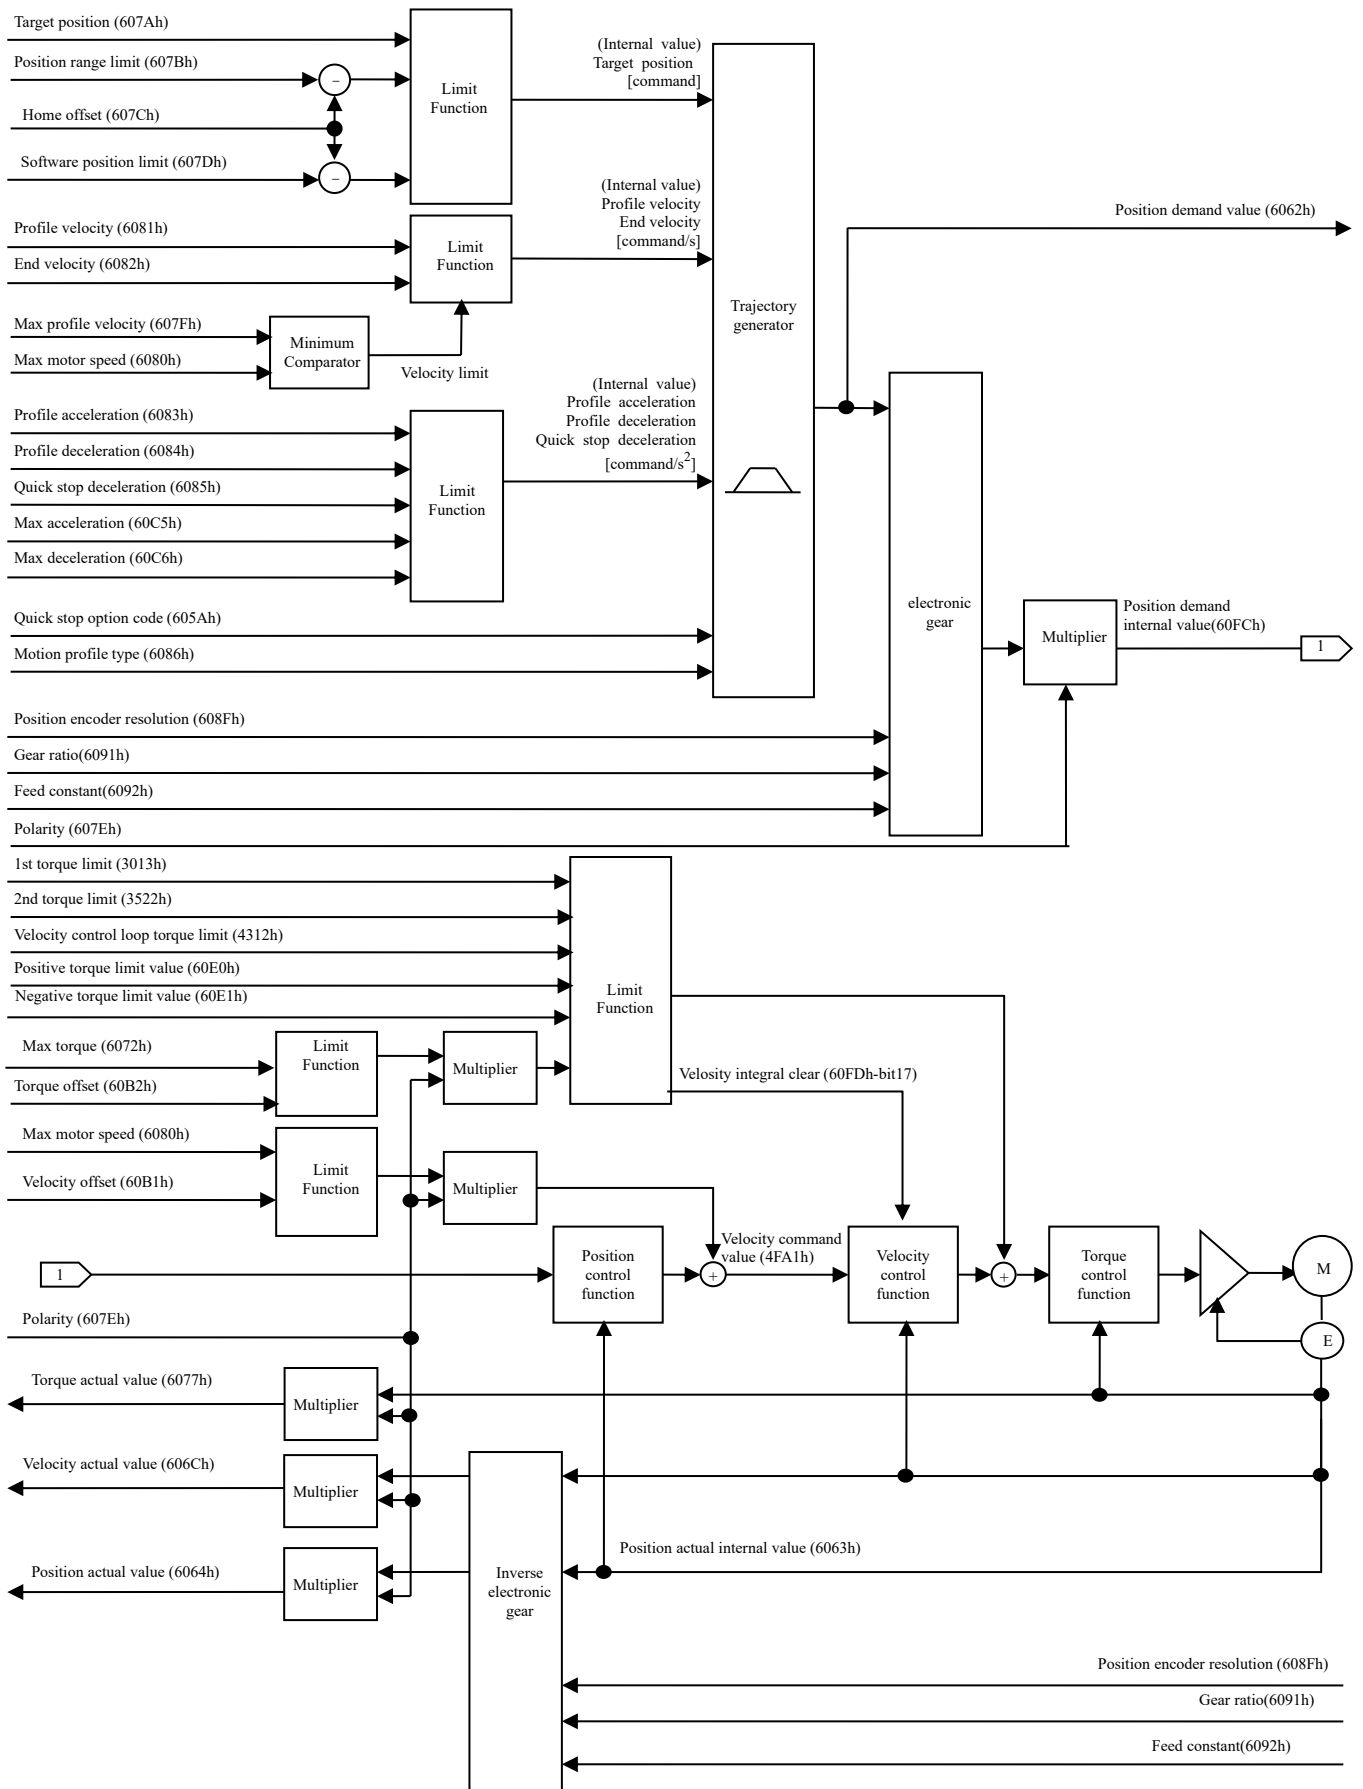 Target position (607Ah)
Position range limit (607Bh)
−
Home offset (607Ch)
Software position limit (607Dh)
−
Limit
Function
(Internal value)
Target position
[command]
Profile velocity (6081h)
End velocity (6082h)
Limit
Function
(Internal value)
Profile velocity
End velocity
[command/s]
Position demand value (6062h)
Max profile velocity (607Fh)
Max motor speed (6080h)
Minimum
Comparator
Velocity limit
Trajectory
generator
Profile acceleration (6083h)
Profile deceleration (6084h)
Quick stop deceleration (6085h)
Max acceleration (60C5h)
Max deceleration (60C6h)
Limit
Function
(Internal value)
Profile acceleration
Profile deceleration
Quick stop deceleration
[command/s2]
Quick stop option code (605Ah)
Motion profile type (6086h)
electronic
gear
Multiplier
Position demand
internal value(60FCh)
1
Position encoder resolution (608Fh)
Gear ratio(6091h)
Feed constant(6092h)
Polarity (607Eh)
1st torque limit (3013h)
2nd torque limit (3522h)
Velocity control loop torque limit (4312h)
Positive torque limit value (60E0h)
Negative torque limit value (60E1h)
Limit
Function
Max torque (6072h)
Torque offset (60B2h)
Limit
Function
Multiplier
Velosity integral clear (60FDh-bit17)
Max motor speed (6080h)
Velocity offset (60B1h)
Limit
Function
Multiplier
1
Position
control
function
+
Velocity command
value (4FA1h)
Velocity
control
function
+
Torque
control
function
M
E
Polarity (607Eh)
Torque actual value (6077h)
Multiplier
Velocity actual value (606Ch)
Multiplier
Position actual value (6064h)
Multiplier
Inverse
electronic
gear
Position actual internal value (6063h)
Position encoder resolution (608Fh)
Gear ratio(6091h)
Feed constant(6092h)